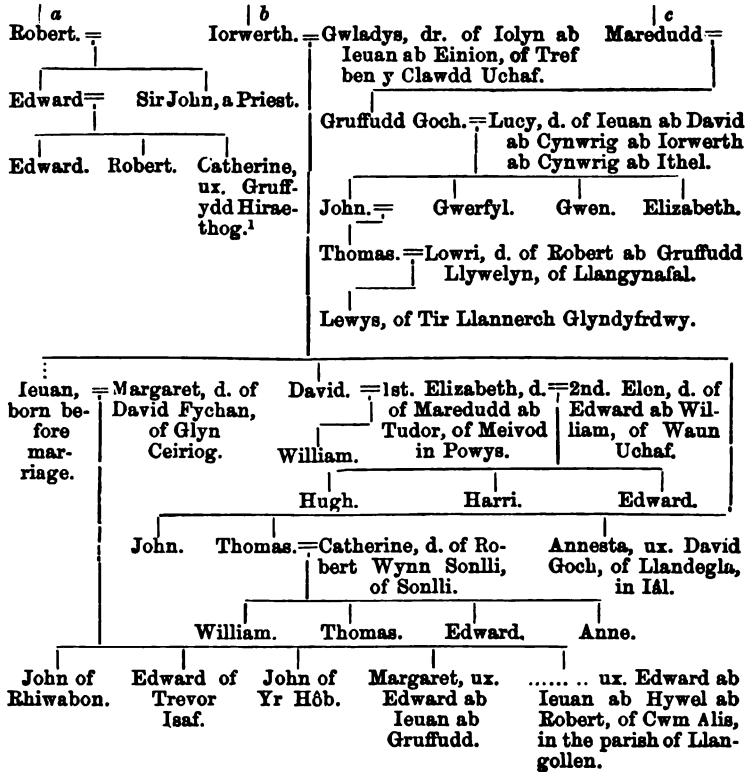 a b c
Robert. = Iorwerth. = Gwladys, dr. of Iolyn ab Maredudd =
Ieuan ab Einion, of Tref
ben y Clawdd Uchaf.
Edward = Sir John, a Priest.
Gruffudd Goch. = Lucy, d. of Ieuan ab David
ab Cynwrig ab Iorwerth
ab Cynwrig ab Ithel.
Edward. Robert. Catherine,
ux. Gruff-
ydd Hirae-
thog.¹
John. = Gwerfyl. Gwen. Elizabeth.
Thomas. = Lowri, d. of Robert ab Gruffudd
Llywelyn, of Llangynafal.
Lewys, of Tir Llannerch Glyndyfrdwy.
Ieuan,
born be-
fore
mar-
riage.
= Margaret, d. of
David Fychan,
of Glyn
Ceiriog.
David. = 1st. Elizabeth, d.
of Maredudd ab
Tudor, of Meivod
in Powys.
= 2nd. Elen, d. of
Edward ab Wil-
liam, of Waun
Uchaf.
William.
Hugh. Harri. Edward.
John. Thomas. = Catherine, d. of Ro-
bert Wynn Sonlli,
of Sonlli.
Annesta, ux. David
Goch, of Llandegla,
in Iâl.
William. Thomas. Edward. Anne.
John of
Rhiwabon.
Edward of
Trevor
Isaf.
John of
Yr Hôb.
Margaret, ux.
Edward ab
Ieuan ab
Gruffudd.
........ ux. Edward ab
Ieuan ab Hywel ab
Robert, of Cwm Alis,
in the parish of Llan-
gollen.